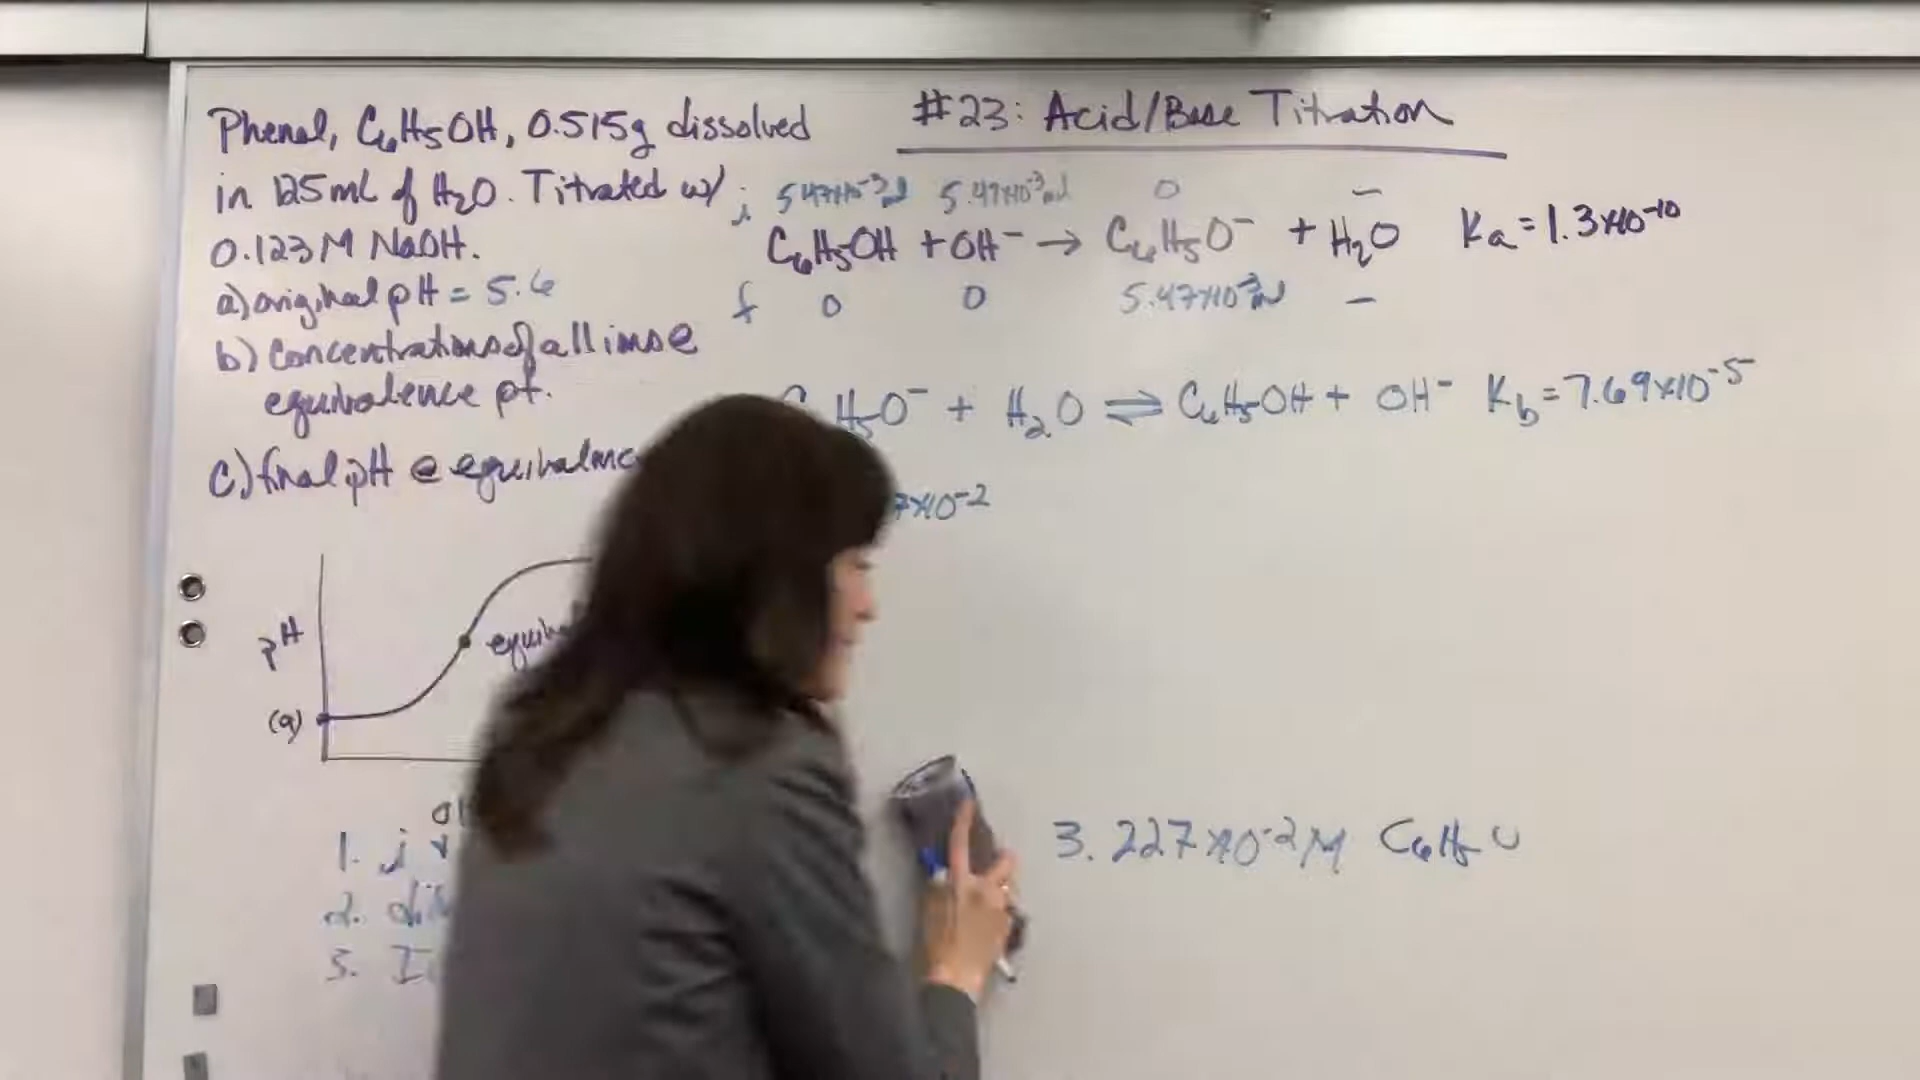 Phenol, C6H5OH, 0.515g dissolved
in 125ml of H2O. Titrated w/
0.123M NaOH.
a) original pH = 5.6
b) concentrations of all ions @
equivalence pt.
c) final pH @ equivalence
#23: Acid/Base Titration
i 5.47x10^-3 mol 5.47x10^-3 mol 0 –
C6H5OH + OH^- → C6H5O^- + H2O Ka = 1.3x10^-10
f 0 0 5.47x10^-3 mol –
H5O^- + H2O ⇌ C6H5OH + OH^- Kb = 7.69x10^-5
7x10^-2
pH
(a)
1. i
2.
3.
3. 2.27x10^-2 M C6H5O